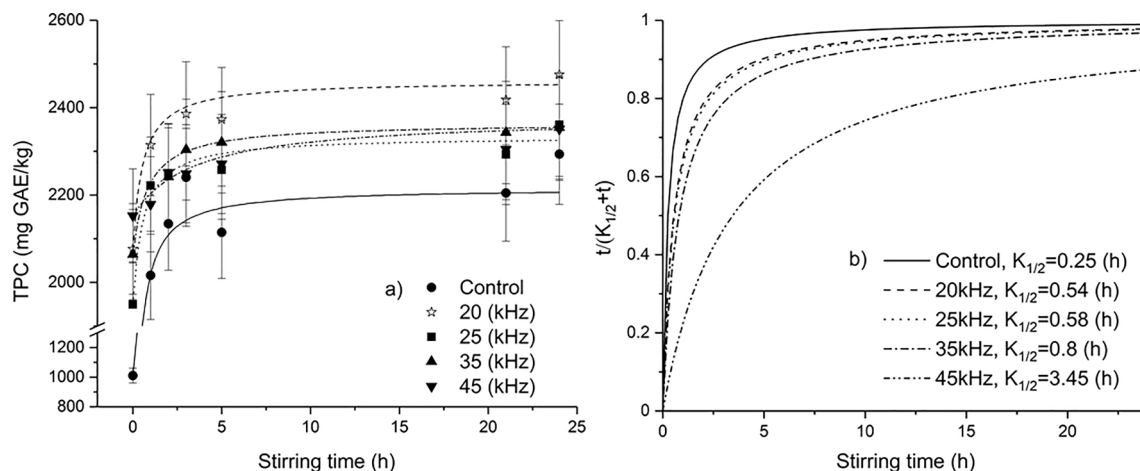 2600
2400
2200
2000
1000
800
TPC (mg GAE/kg)
0
5
10
15
20
25
Stirring time (h)
a)
Control
20 (kHz)
25 (kHz)
35 (kHz)
45 (kHz)
1
0.8
0.6
0.4
0.2
0
t/(K1/2+t)
0
5
10
15
20
Stirring time (h)
b)
Control, K1/2=0.25 (h)
20kHz, K1/2=0.54 (h)
25kHz, K1/2=0.58 (h)
35kHz, K1/2=0.8 (h)
45kHz, K1/2=3.45 (h)